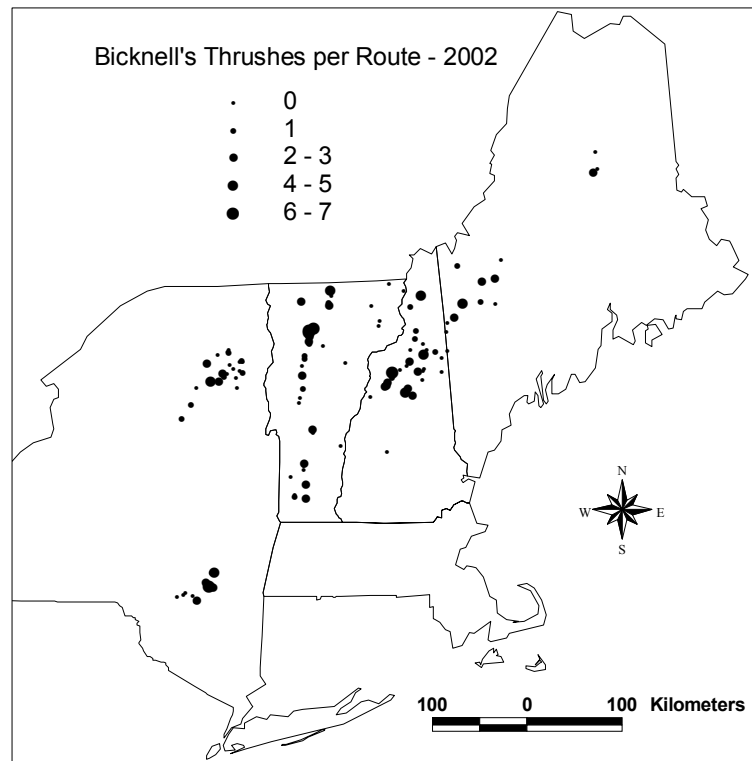 Bicknell's Thrushes per Route - 2002
0
1
2 - 3
4 - 5
6 - 7
N
W E
S
100 0 100 Kilometers